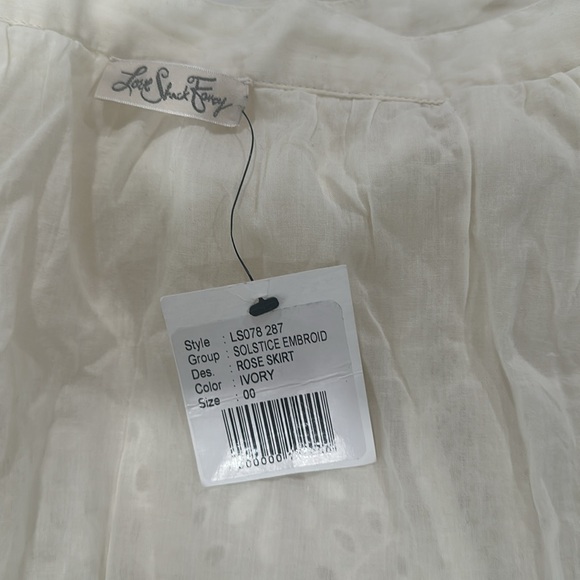 Love Shack Fancy
Style : LS078 287
Group : SOLSTICE EMBROID
Des. : ROSE SKIRT
Color : IVORY
Size : 00